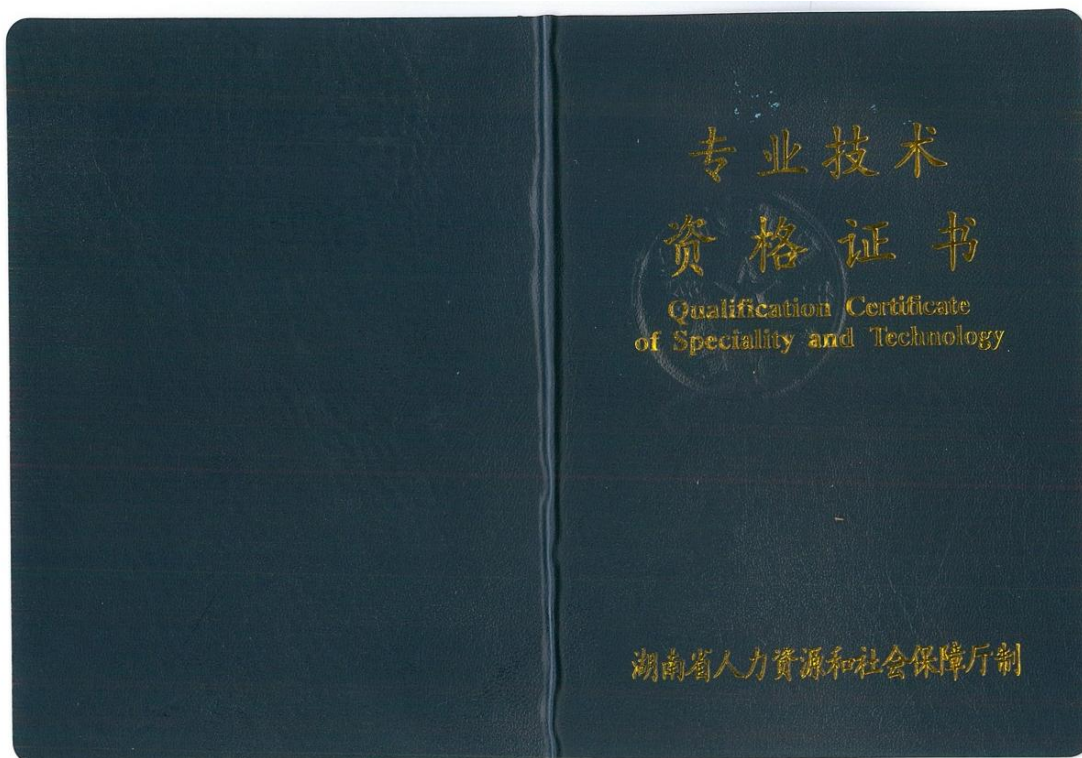 专业技术
资格证书
Qualification Certificate
of Speciality and Technology
湖南省人力资源和社会保障厅制